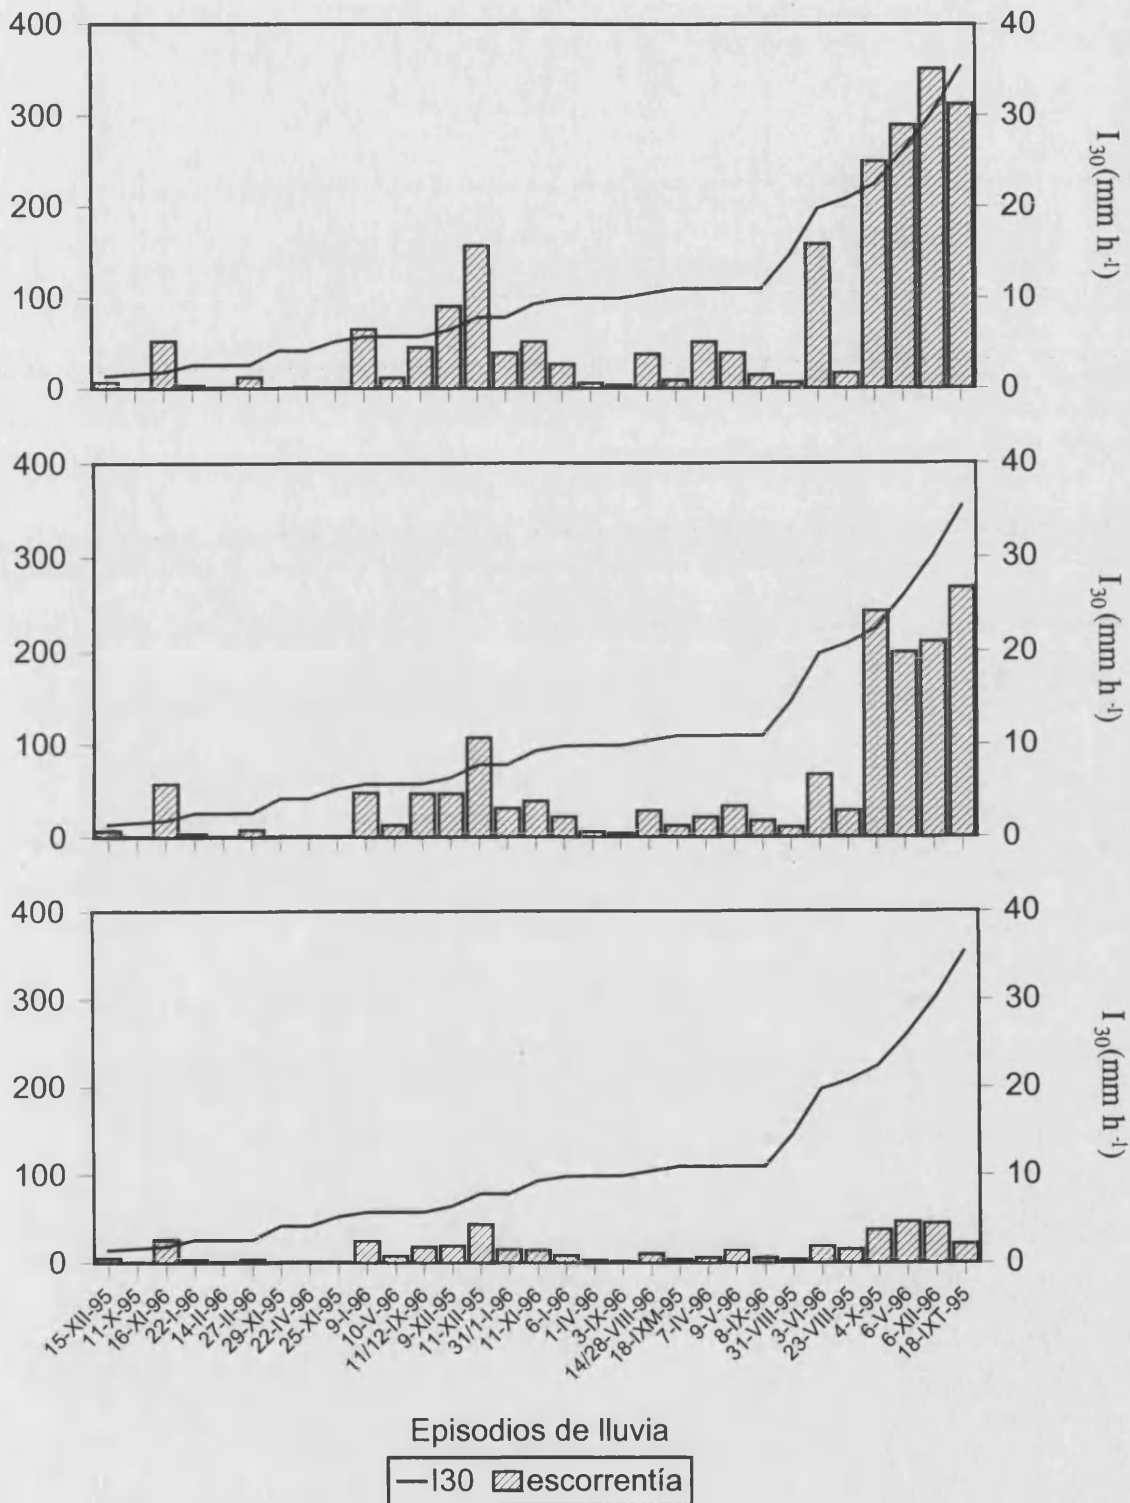 400
300
200
100
0
40
30
20
10
0
I30(mm h-1)
400
300
200
100
0
40
30
20
10
0
I30(mm h-1)
400
300
200
100
0
40
30
20
10
0
I30(mm h-1)
15-XII-95
11-X-95
16-XI-96
22-I-96
14-II-96
27-II-96
29-XI-95
22-IV-96
25-XI-95
9-I-96
10-V-96
11/12-IX-96
9-XII-95
11-XII-95
31/1-I-96
11-XI-96
6-I-96
1-IV-96
3-IX-96
14/28-VIII-96
18-IXM-95
7-IV-96
9-V-96
8-IX-96
31-VIII-95
3-VI-96
23-VIII-95
4-X-95
6-V-96
6-XII-96
18-IXT-95
Episodios de lluvia
I30 escorrentía